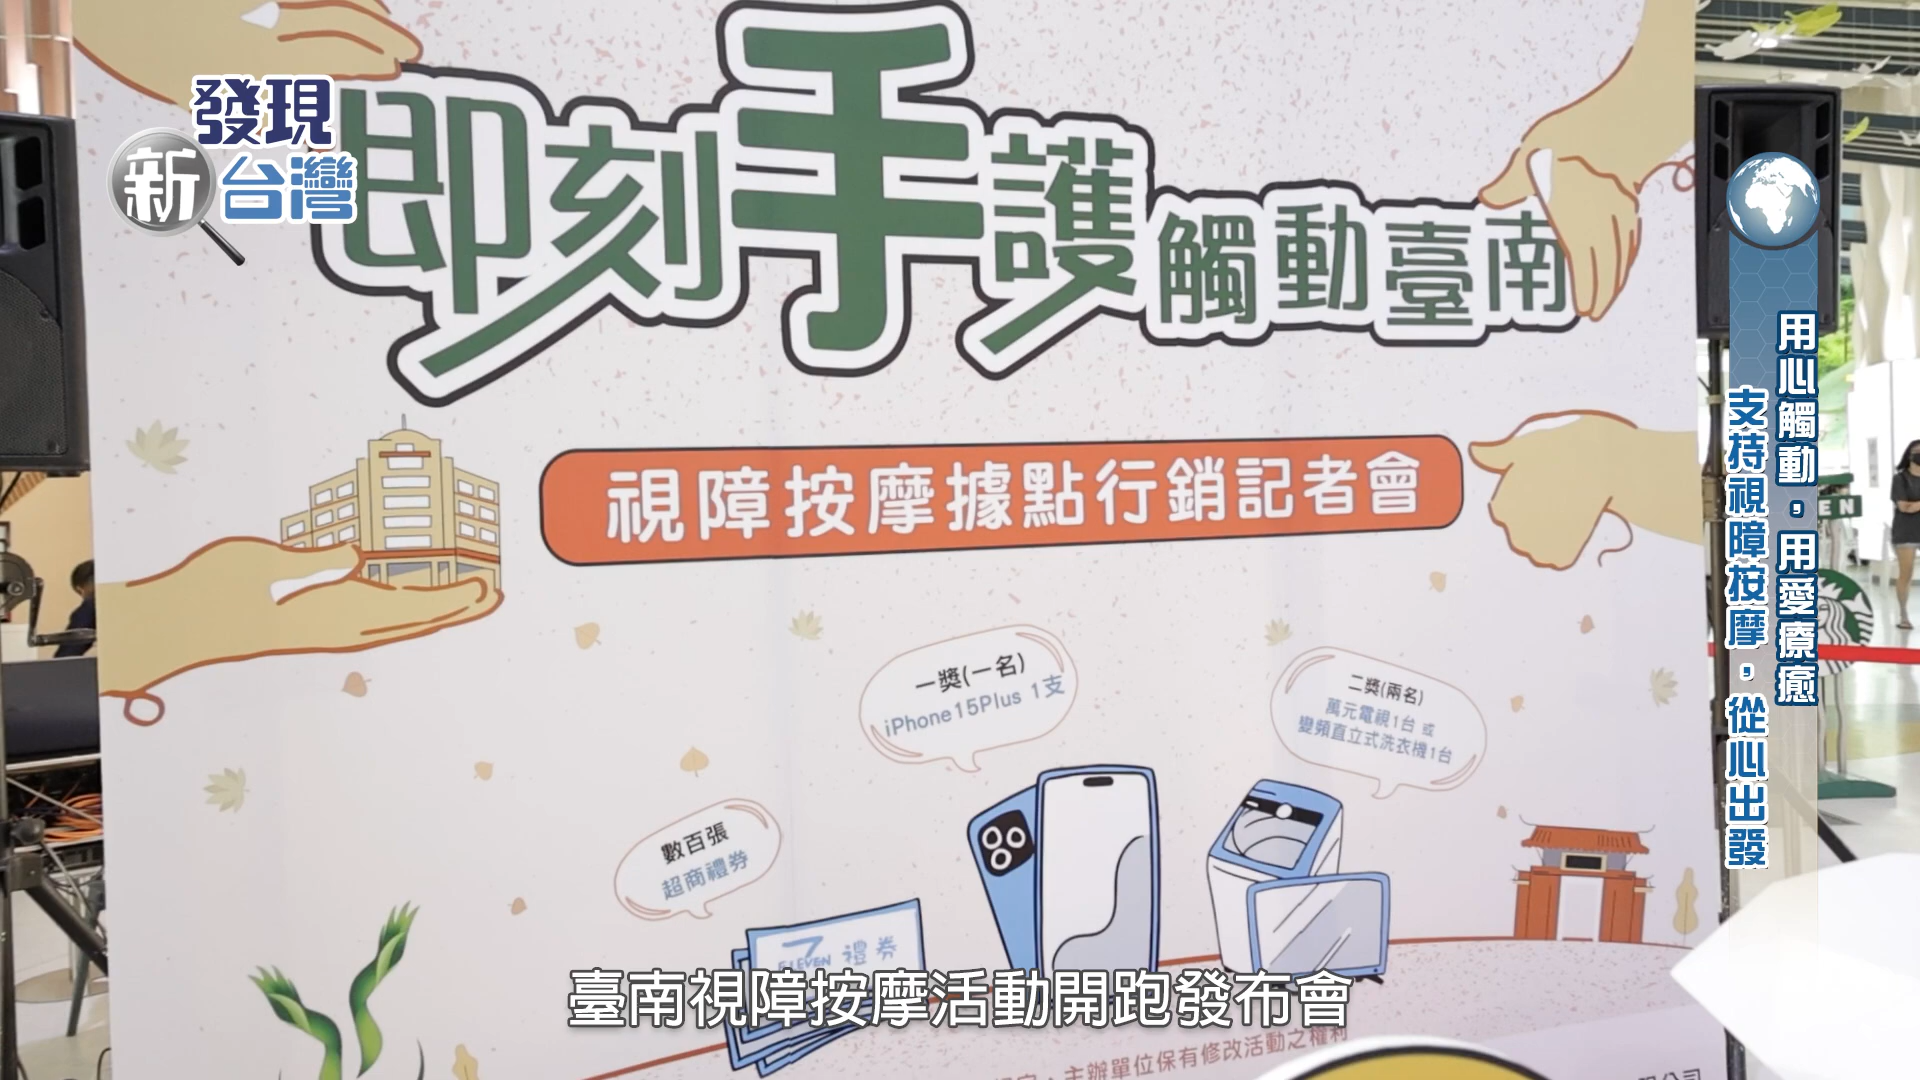 發現
新台灣
即刻手護觸動臺南
視障按摩據點行銷記者會
一獎(一名)
iPhone15Plus 1支
二獎(兩名)
萬元電視1台 或
變頻直立式洗衣機1台
數百張
超商禮券
7
ELEVEN 禮券
用心觸動，用愛療癒
支持視障按摩，從心出發
EN
主辦單位保有修改活動之權利
臺南視障按摩活動開跑發布會